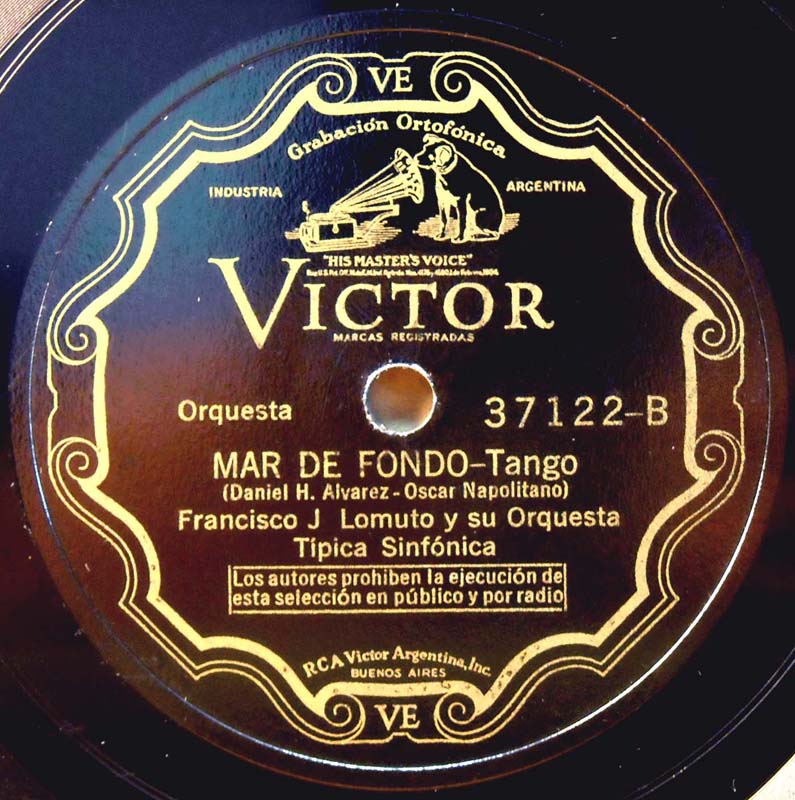 VE
Grabación Ortofónica
INDUSTRIA
ARGENTINA
"HIS MASTER'S VOICE"
VICTOR
MARCAS REGISTRADAS
Orquesta
37122-B
MAR DE FONDO-Tango
(Daniel H. Alvarez - Oscar Napolitano)
Francisco J Lomuto y su Orquesta
Típica Sinfónica
Los autores prohiben la ejecución de
esta selección en público y por radio
RCA Victor Argentina, Inc.
BUENOS AIRES
VE